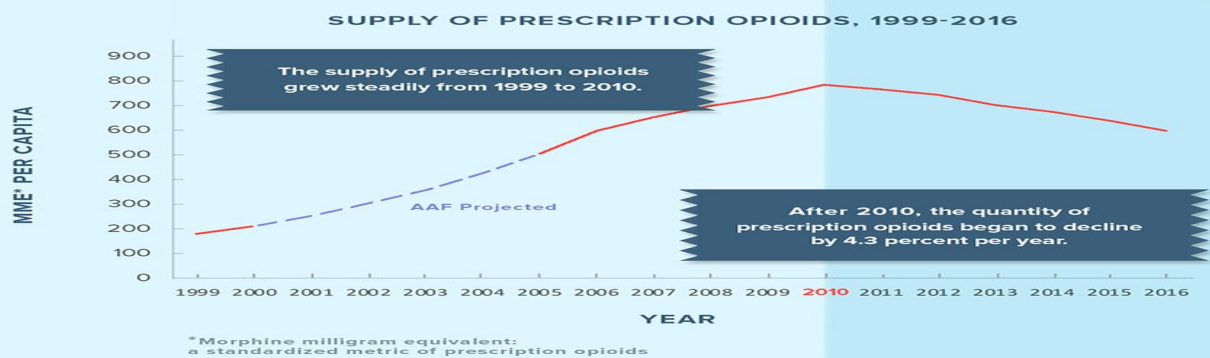 SUPPLY OF PRESCRIPTION OPIOIDS, 1999-2016
The supply of prescription opioids
grew steadily from 1999 to 2010.
MME* PER CAPITA
900
800
700
600
500
400
300
200
100
0
AAF Projected
After 2010, the quantity of
prescription opioids began to decline
by 4.3 percent per year.
1999 2000 2001 2002 2003 2004 2005 2006 2007 2008 2009 2010 2011 2012 2013 2014 2015 2016
YEAR
*Morphine milligram equivalent:
a standardized metric of prescription opioids